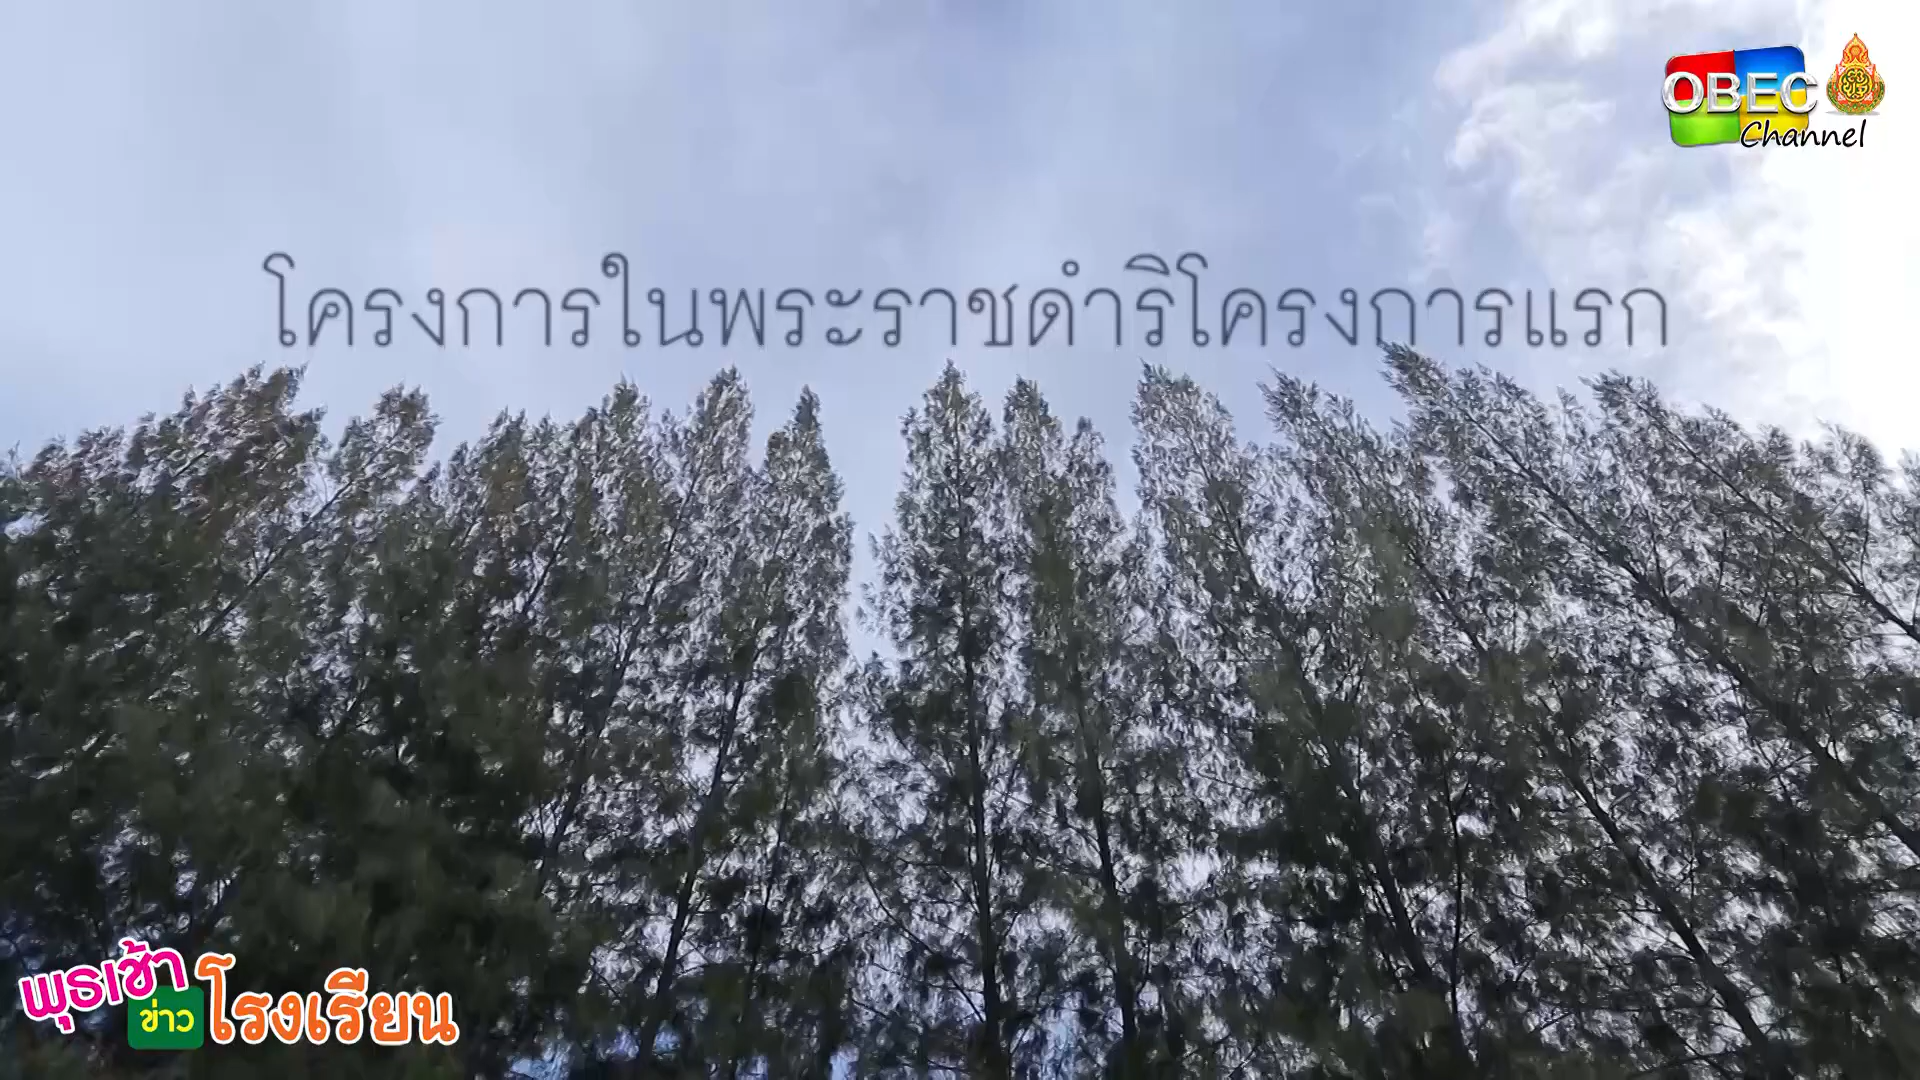 OBEC
Channel
โครงการในพระราชดำริโครงการแรก
พุธเช้า
ข่าว
โรงเรียน